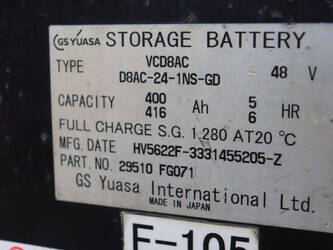 GS YUASA STORAGE BATTERY
TYPE VCD8AC 48 V
D8AC-24-1NS-GD
CAPACITY 400 Ah 5 HR
416 6
FULL CHARGE S.G. 1,280 AT 20 ℃
MFG. DATE HV5622F-3331455205-Z
PART NO. 29510 FG071
GS Yuasa International Ltd.
MADE IN JAPAN
F-105